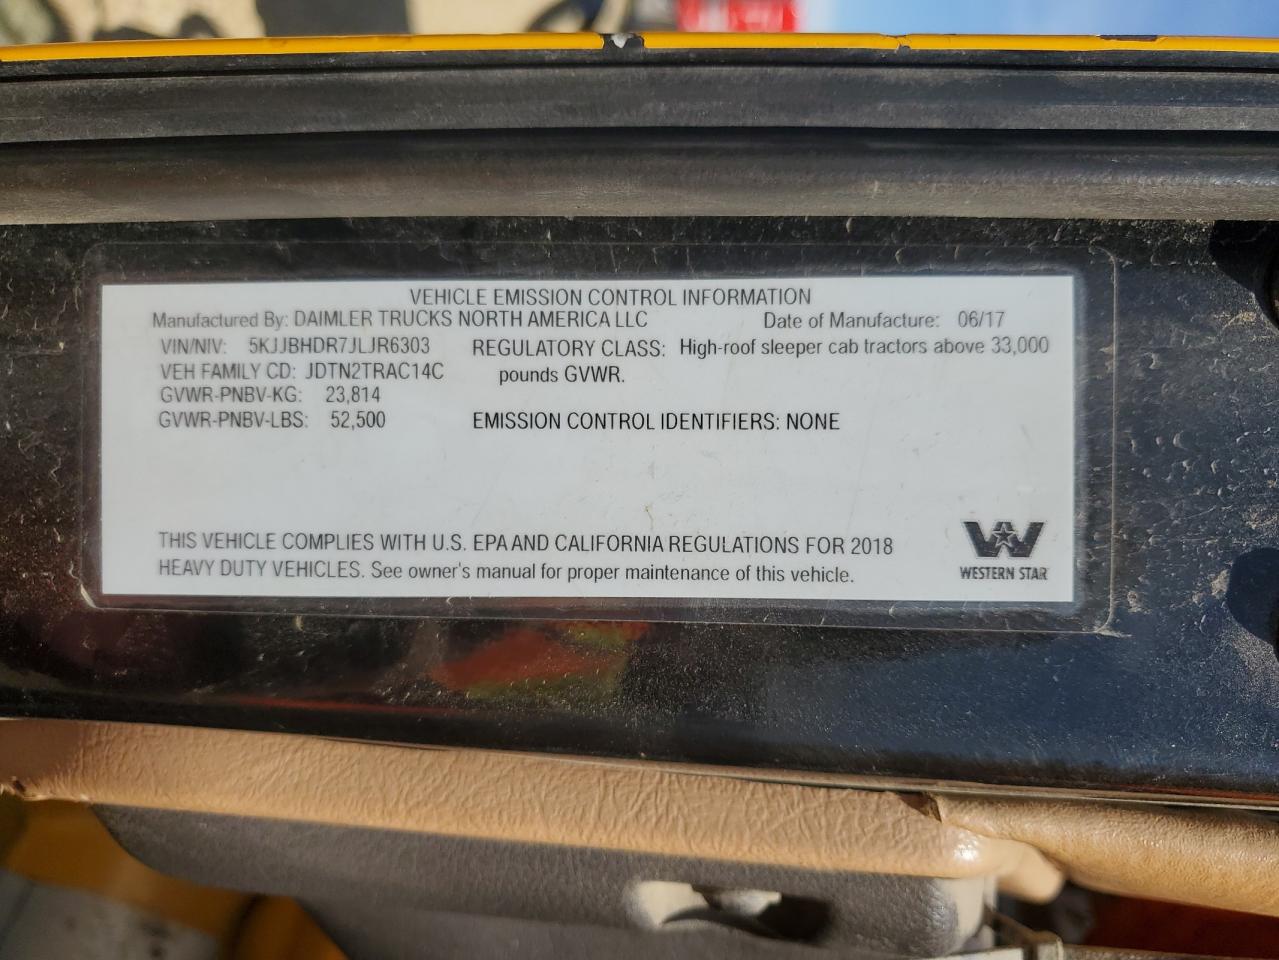 VEHICLE EMISSION CONTROL INFORMATION
Manufactured By: DAIMLER TRUCKS NORTH AMERICA LLC Date of Manufacture: 06/17
VIN/NIV: 5KJJBHDR7JLJR6303 REGULATORY CLASS: High-roof sleeper cab tractors above 33,000
VEH FAMILY CD: JDTN2TRAC14C pounds GVWR.
GVWR-PNBV-KG: 23,814
GVWR-PNBV-LBS: 52,500 EMISSION CONTROL IDENTIFIERS: NONE
THIS VEHICLE COMPLIES WITH U.S. EPA AND CALIFORNIA REGULATIONS FOR 2018
HEAVY DUTY VEHICLES. See owner's manual for proper maintenance of this vehicle.
WESTERN STAR